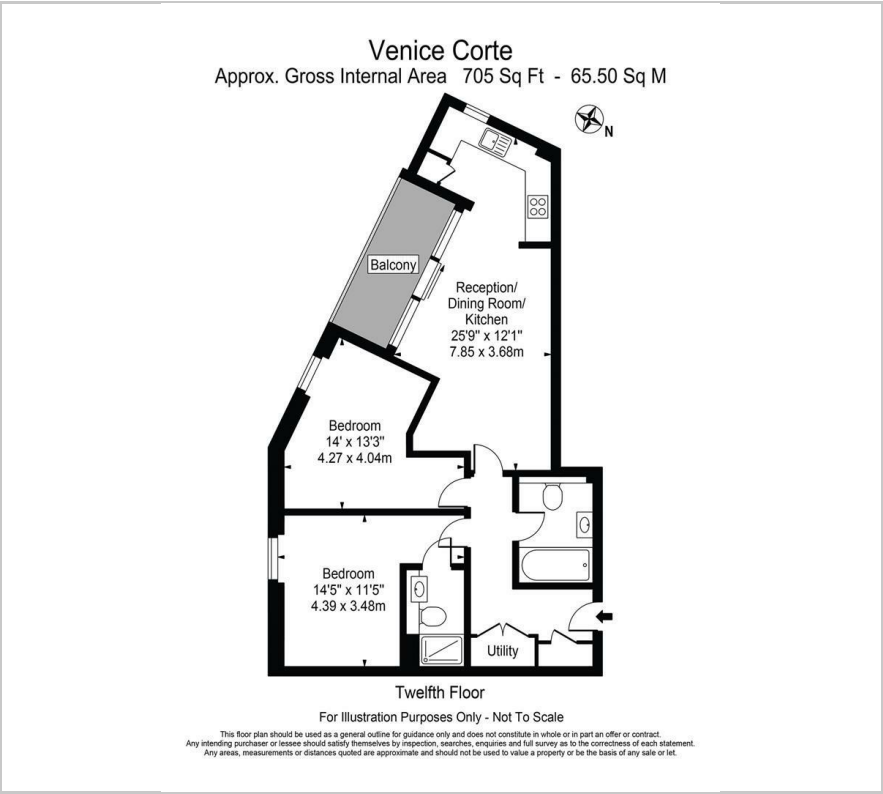 Venice Corte
Approx. Gross Internal Area 705 Sq Ft - 65.50 Sq M
N
Balcony
Reception/
Dining Room/
Kitchen
25'9" x 12'1"
7.85 x 3.68m
Bedroom
14' x 13'3"
4.27 x 4.04m
Bedroom
14'5" x 11'5"
4.39 x 3.48m
Utility
Twelfth Floor
For Illustration Purposes Only - Not To Scale
This floor plan should be used as a general outline for guidance only and does not constitute in whole or in part an offer or contract.
Any intending purchaser or lessee should satisfy themselves by inspection, searches, enquiries and full survey as to the correctness of each statement.
Any areas, measurements or distances quoted are approximate and should not be used to value a property or be the basis of any sale or let.